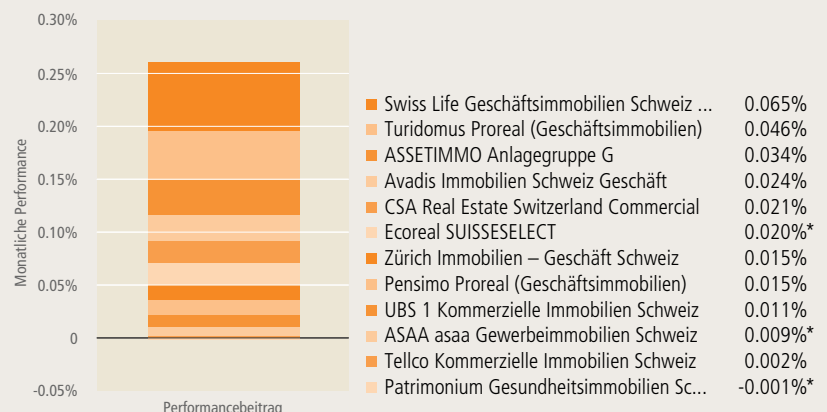 0.30%
0.25%
0.20%
0.15%
0.10%
0.05%
0
-0.05%
Monatliche Performance
Performancebeitrag
Swiss Life Geschäftsimmobilien Schweiz ... 0.065%
Turidomus Proreal (Geschäftsimmobilien) 0.046%
ASSETIMMO Anlagegruppe G 0.034%
Avadis Immobilien Schweiz Geschäft 0.024%
CSA Real Estate Switzerland Commercial 0.021%
Ecoreal SUISSESELECT 0.020%*
Zürich Immobilien – Geschäft Schweiz 0.015%
Pensimo Proreal (Geschäftsimmobilien) 0.015%
UBS 1 Kommerzielle Immobilien Schweiz 0.011%
ASAA asaa Gewerbeimmobilien Schweiz 0.009%*
Tellco Kommerzielle Immobilien Schweiz 0.002%
Patrimonium Gesundheitsimmobilien Sc... -0.001%*